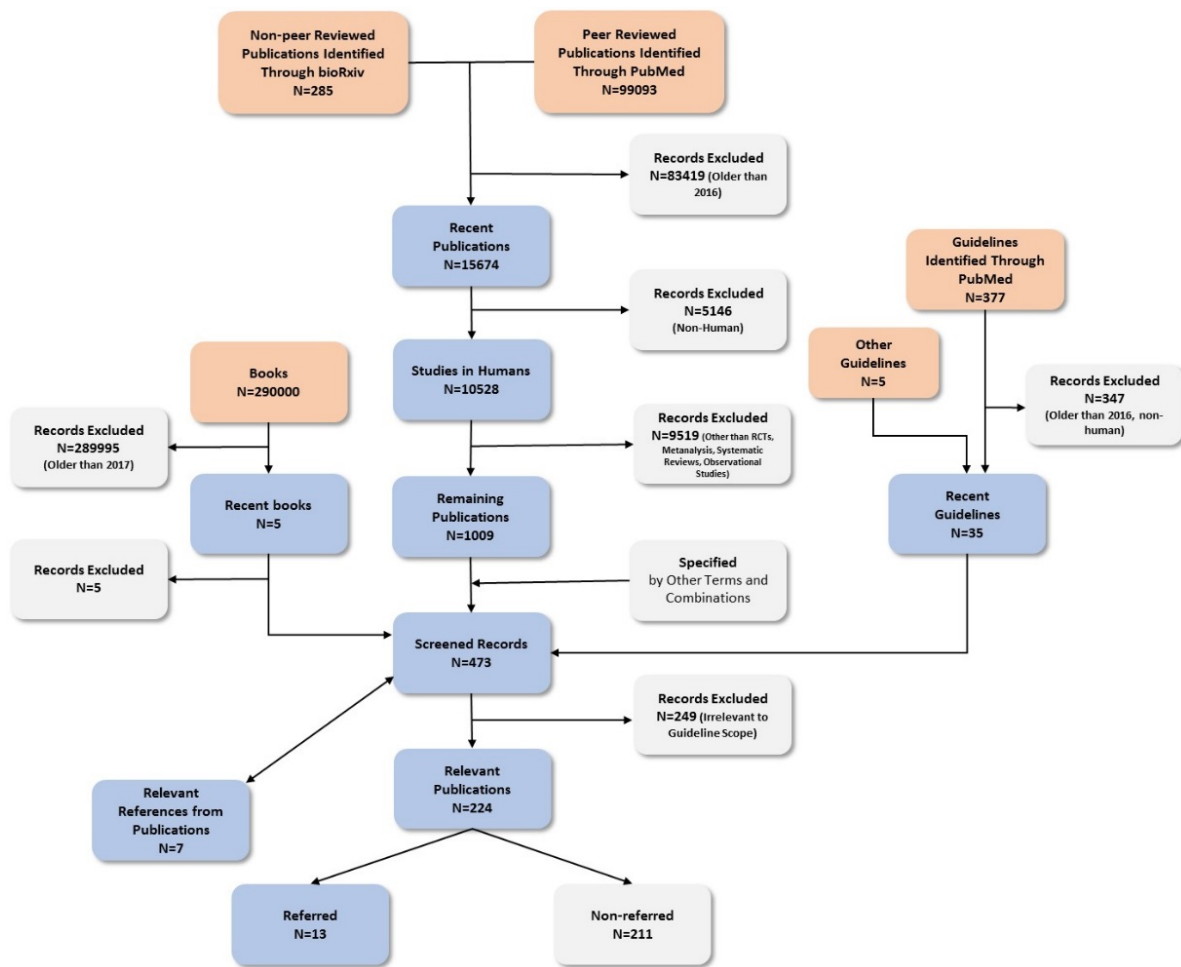 Non-peer Reviewed
Publications Identified
Through bioRxiv
N=285
Peer Reviewed
Publications Identified
Through PubMed
N=99093
Records Excluded
N=83419 (Older than
2016)
Recent
Publications
N=15674
Guidelines
Identified Through
PubMed
N=377
Records Excluded
N=5146
(Non-Human)
Other
Guidelines
N=5
Books
N=290000
Studies in Humans
N=10528
Records Excluded
N=347
(Older than 2016, non-
human)
Records Excluded
N=289995
(Older than 2017)
Records Excluded
N=9519 (Other than RCTs,
Metanalysis, Systematic
Reviews, Observational
Studies)
Recent books
N=5
Remaining
Publications
N=1009
Recent
Guidelines
N=35
Records Excluded
N=5
Specified
by Other Terms and
Combinations
Screened Records
N=473
Records Excluded
N=249 (Irrelevant to
Guideline Scope)
Relevant
Publications
N=224
Relevant
References from
Publications
N=7
Referred
N=13
Non-referred
N=211